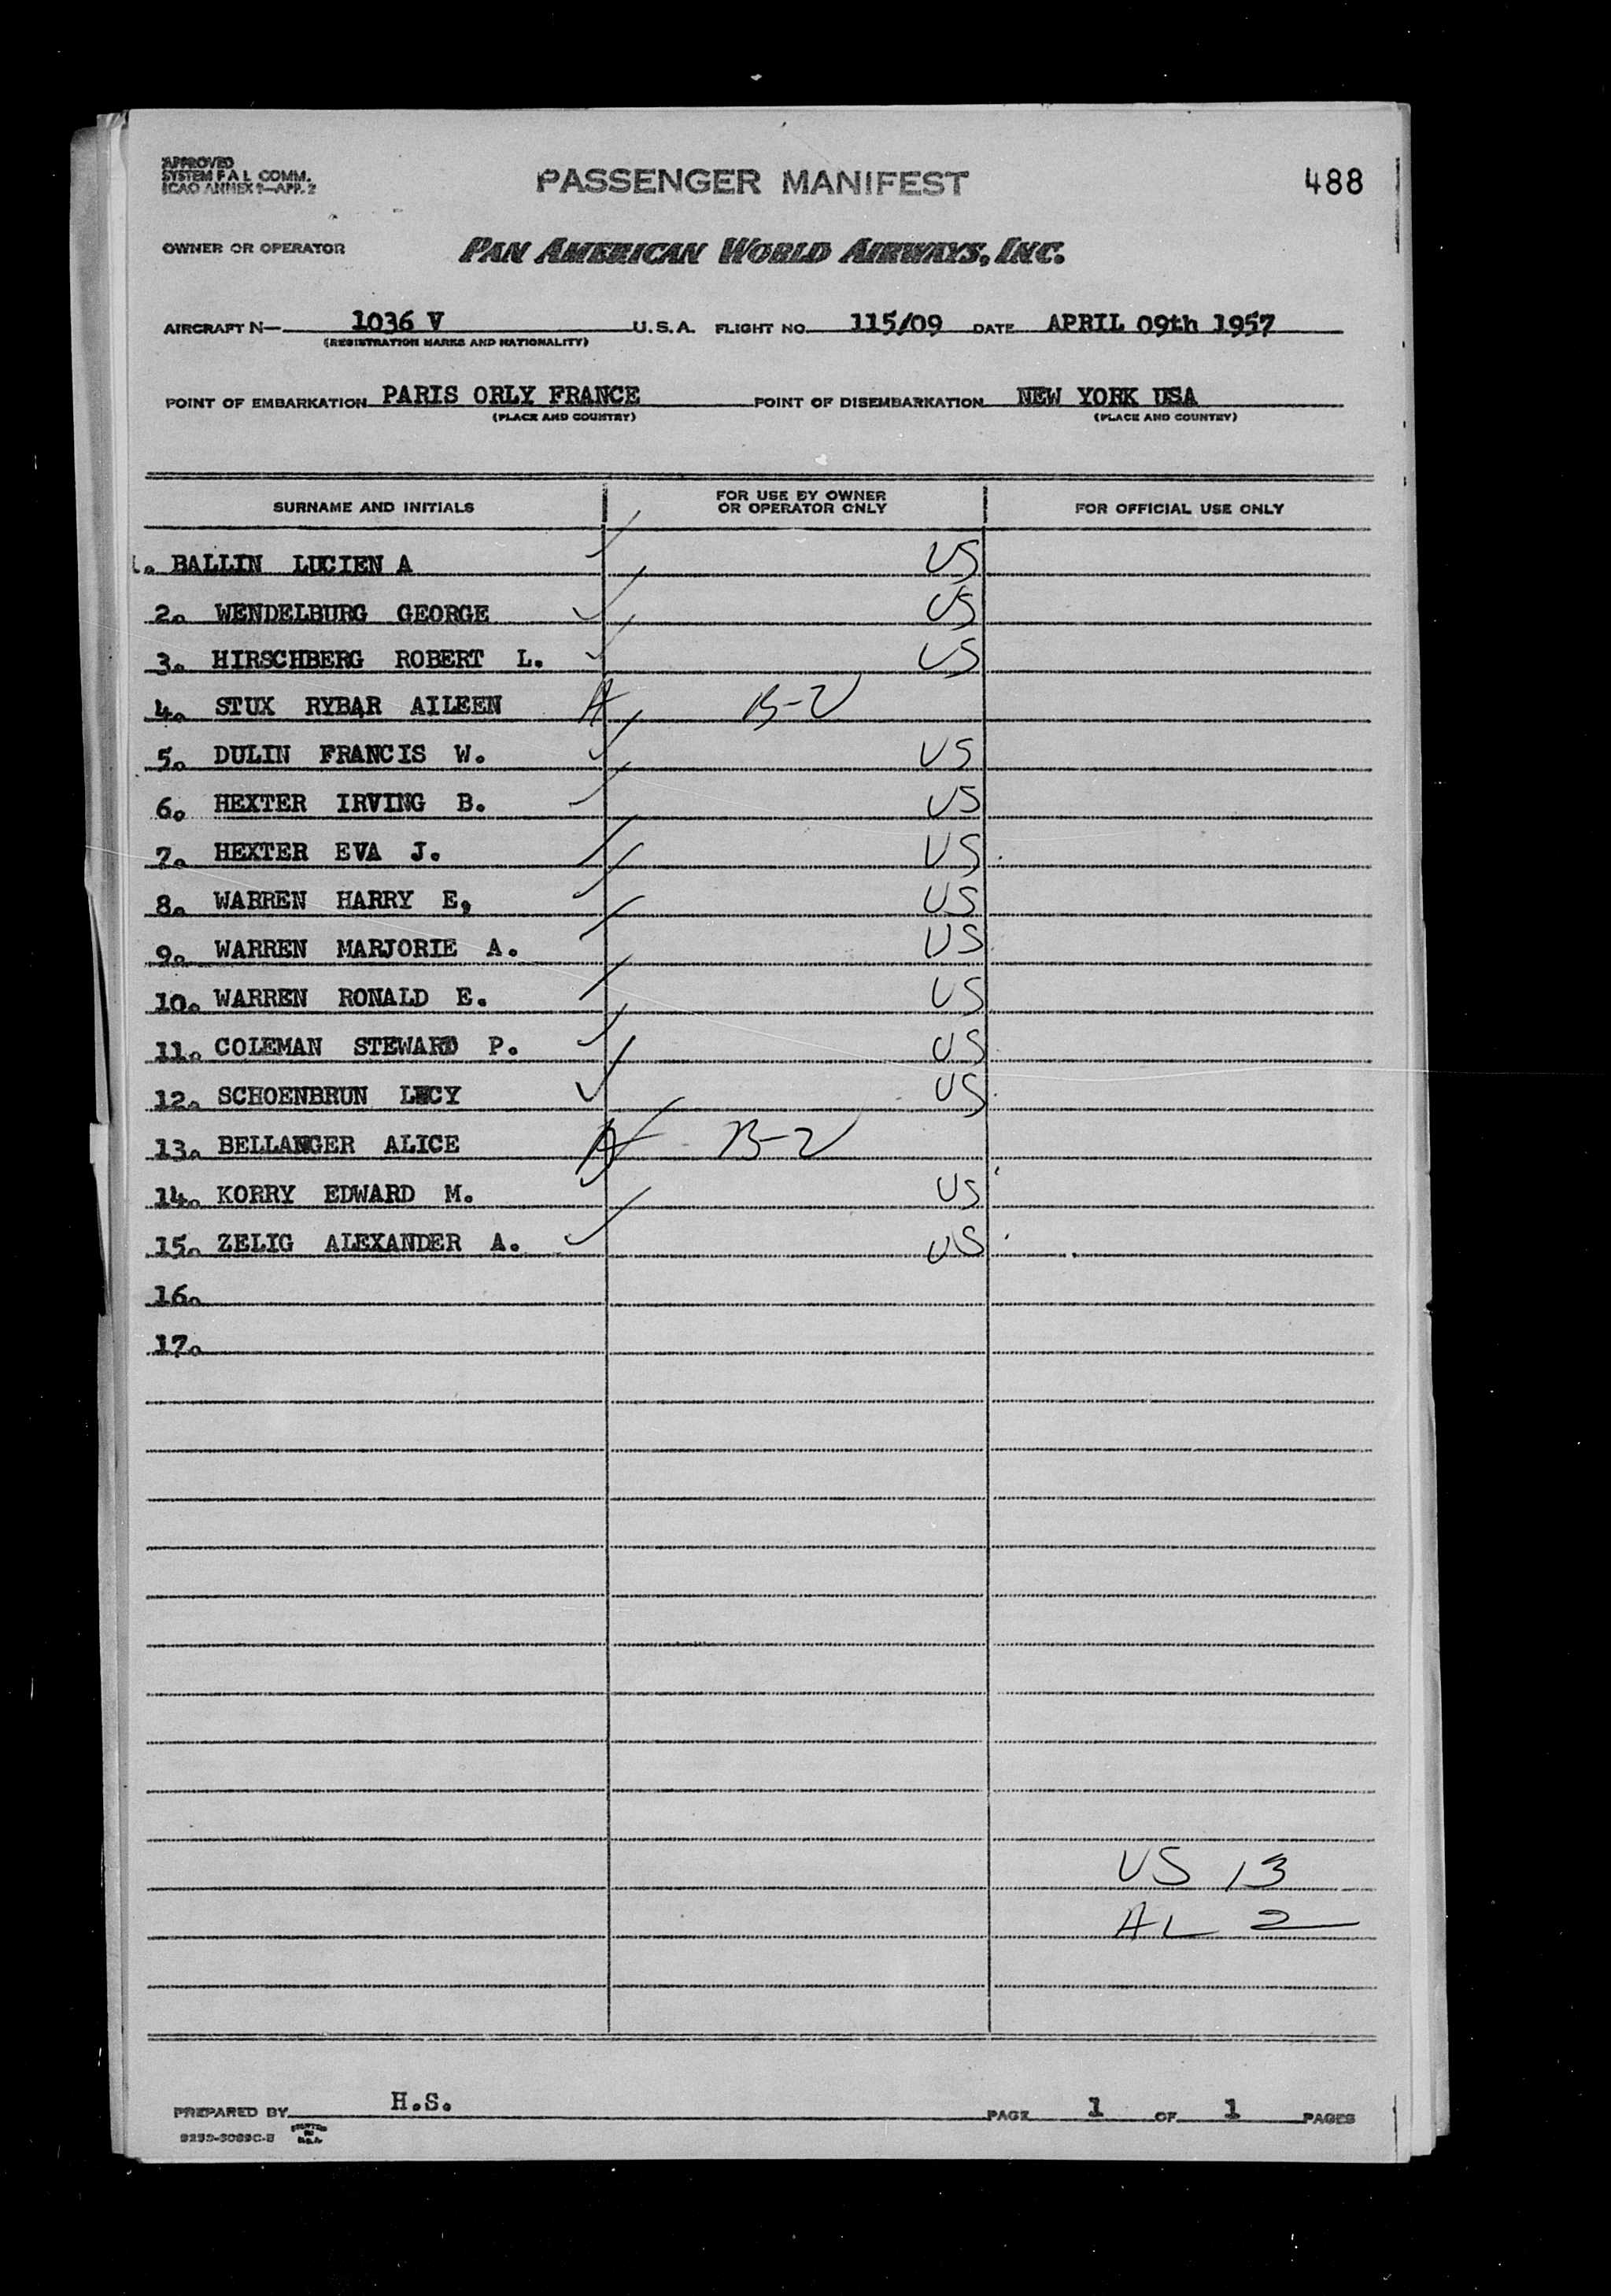 APPROVED
SYSTEM F A L COMM.
ICAO ANNEX 9—APP. 2
PASSENGER MANIFEST
488
OWNER OR OPERATOR PAN AMERICAN WORLD AIRWAYS, INC.
AIRCRAFT N— 1036 V U.S.A. FLIGHT NO. 115/09 DATE APRIL 09th 1957
(REGISTRATION MARKS AND NATIONALITY)
POINT OF EMBARKATION PARIS ORLY FRANCE POINT OF DISEMBARKATION NEW YORK USA
(PLACE AND COUNTRY) (PLACE AND COUNTRY)
SURNAME AND INITIALS FOR USE BY OWNER OR OPERATOR ONLY FOR OFFICIAL USE ONLY
1. BALLIN LUCIEN A US
2. WENDELBURG GEORGE US
3. HIRSCHBERG ROBERT L. US
4. STUX RYBAR AILEEN A B-2
5. DULIN FRANCIS W. US
6. HEXTER IRVING B. US
7. HEXTER EVA J. US
8. WARREN HARRY E, US
9. WARREN MARJORIE A. US
10. WARREN RONALD E. US
11. COLEMAN STEWARD P. US
12. SCHOENBRUN LUCY US
13. BELLANGER ALICE A B-2
14. KORRY EDWARD M. US
15. ZELIG ALEXANDER A. US
16.
17.
US 13
AL 2
PREPARED BY H.S. PAGE 1 OF 1 PAGES